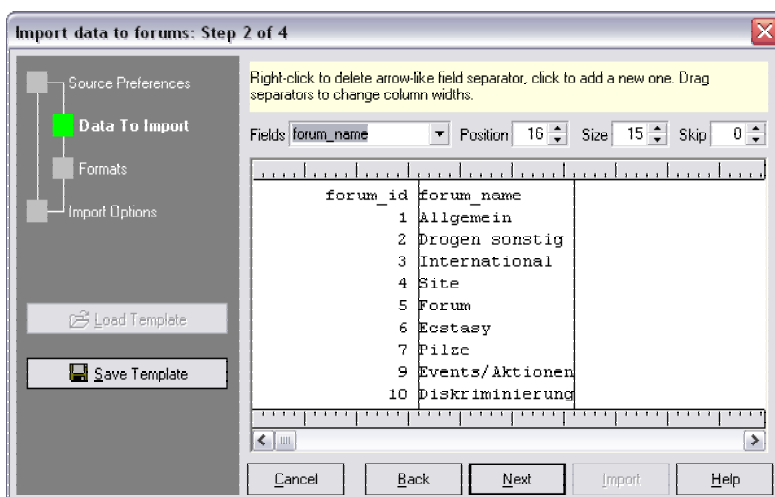 Import data to forums: Step 2 of 4
Source Preferences
Data To Import
Formats
Import Options
Load Template
Save Template
Right-click to delete arrow-like field separator, click to add a new one. Drag
separators to change column widths.
Fields forum_name Position 16 Size 15 Skip 0
forum_id forum_name
1 Allgemein
2 Drogen sonstig
3 International
4 Site
5 Forum
6 Ecstasy
7 Pilze
9 Events/Aktionen
10 Diskriminierung
Cancel Back Next Import Help